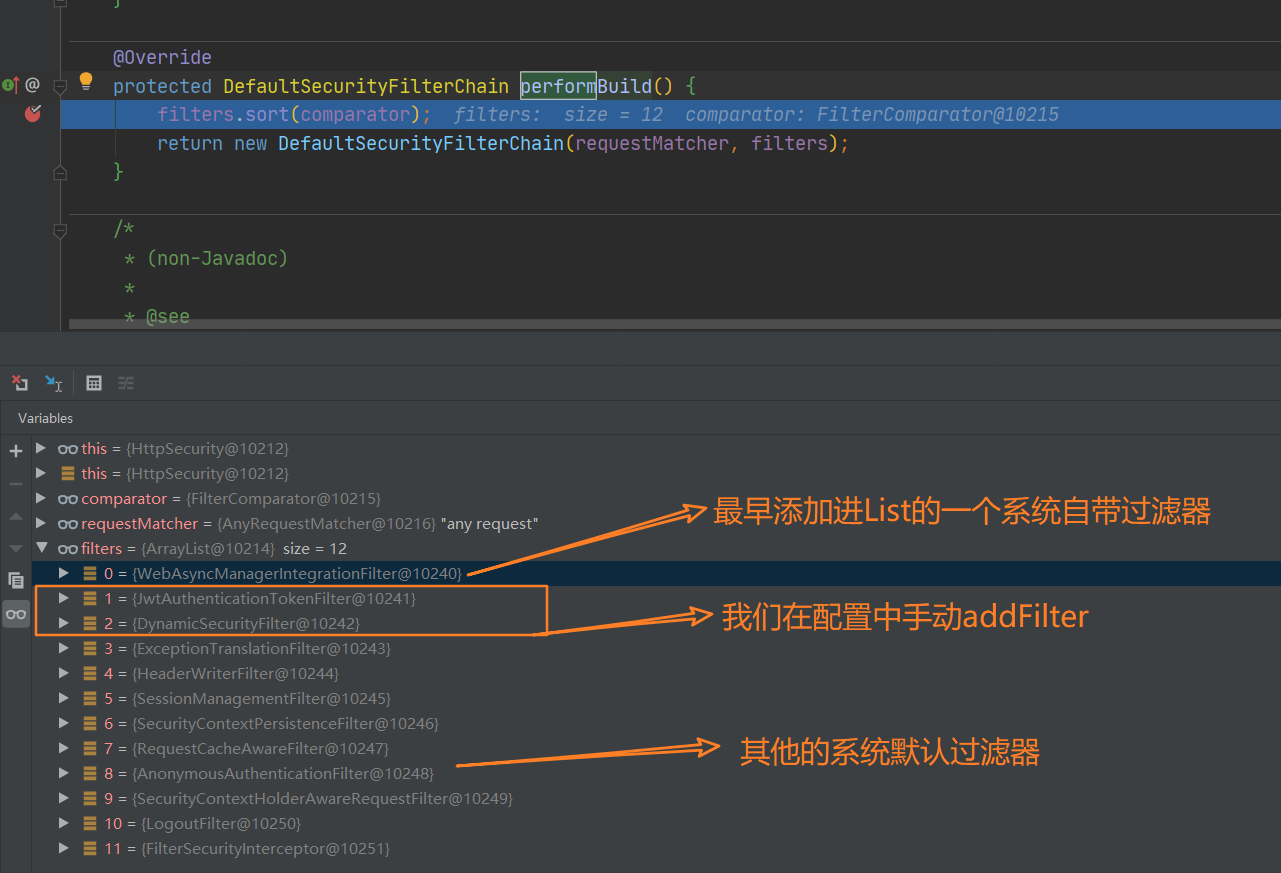 }
@Override
protected DefaultSecurityFilterChain performBuild() {
filters.sort(comparator); filters: size = 12 comparator: FilterComparator@10215
return new DefaultSecurityFilterChain(requestMatcher, filters);
}
/*
* (non-Javadoc)
*
* @see
Variables
this = {HttpSecurity@10212}
this = {HttpSecurity@10212}
comparator = {FilterComparator@10215}
requestMatcher = {AnyRequestMatcher@10216} "any request"
filters = {ArrayList@10214} size = 12
0 = {WebAsyncManagerIntegrationFilter@10240}
最早添加进List的一个系统自带过滤器
1 = {JwtAuthenticationTokenFilter@10241}
2 = {DynamicSecurityFilter@10242}
我们在配置中手动addFilter
3 = {ExceptionTranslationFilter@10243}
4 = {HeaderWriterFilter@10244}
5 = {SessionManagementFilter@10245}
6 = {SecurityContextPersistenceFilter@10246}
7 = {RequestCacheAwareFilter@10247}
其他的系统默认过滤器
8 = {AnonymousAuthenticationFilter@10248}
9 = {SecurityContextHolderAwareRequestFilter@10249}
10 = {LogoutFilter@10250}
11 = {FilterSecurityInterceptor@10251}